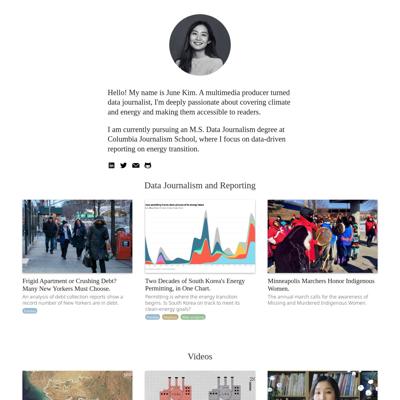 Hello! My name is June Kim. A multimedia producer turned
data journalist, I'm deeply passionate about covering climate
and energy and making them accessible to readers.
I am currently pursuing an M.S. Data Journalism degree at
Columbia Journalism School, where I focus on data-driven
reporting on energy transition.
Data Journalism and Reporting
Frigid Apartment or Crushing Debt?
Many New Yorkers Must Choose.
An analysis of debt collection reports show a
record number of New Yorkers are in debt.
Two Decades of South Korea's Energy
Permitting, in One Chart.
Permitting is where the energy transition
begins. Is South Korea on track to meet its
clean-energy goals?
Minneapolis Marchers Honor Indigenous
Women.
The annual march calls for the awareness of
Missing and Murdered Indigenous Women.
Videos